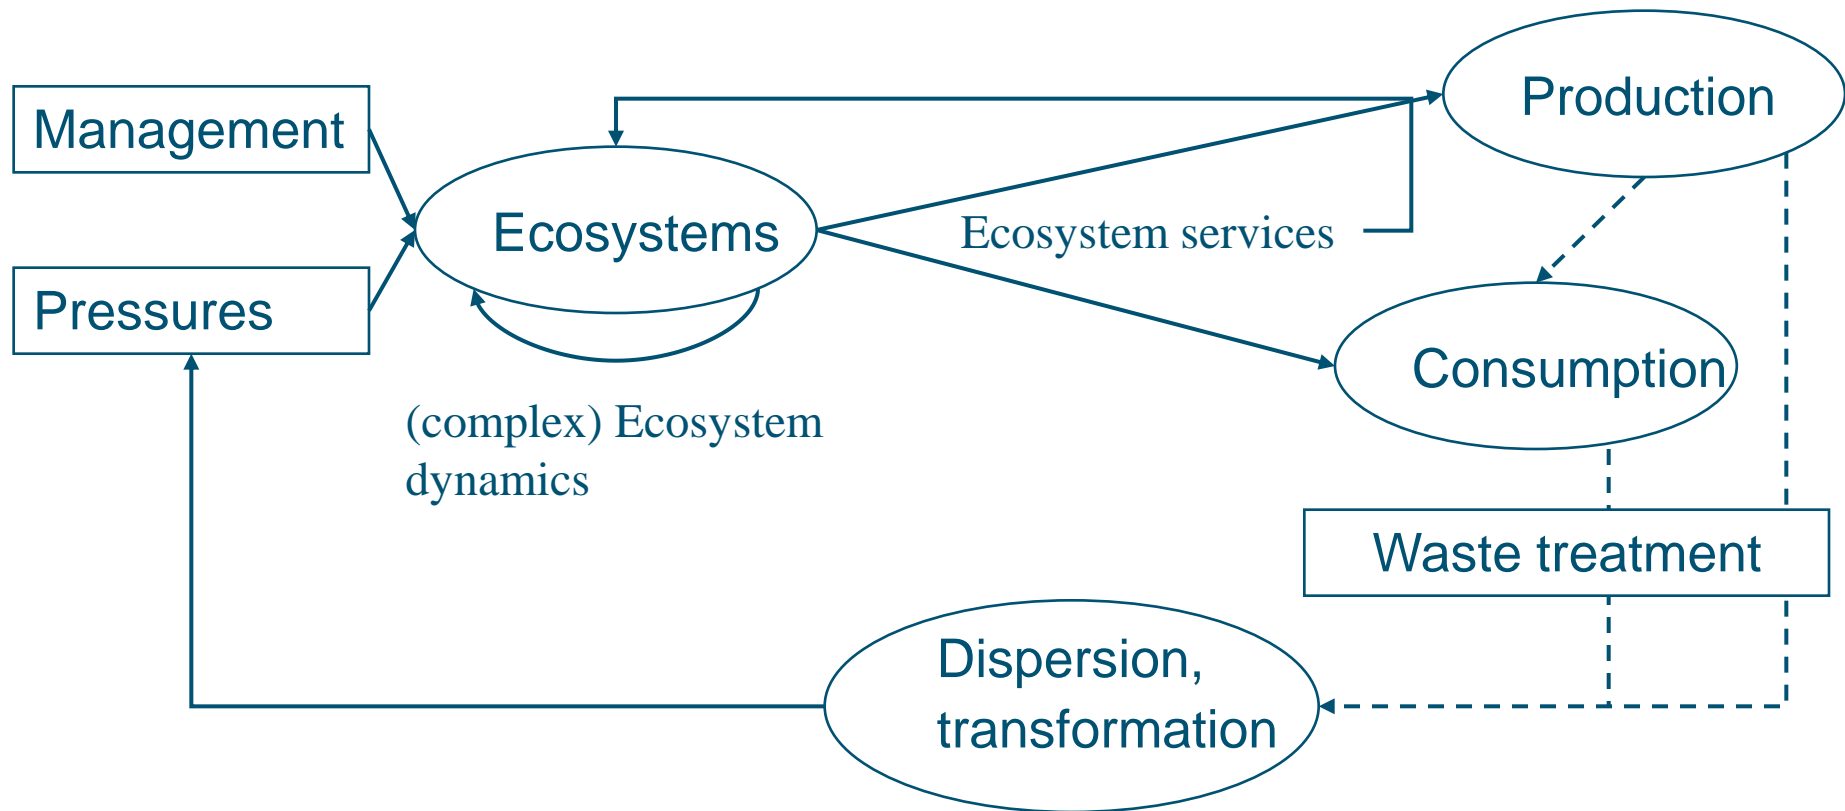 Production
Management
Ecosystems
Ecosystem services
Pressures
Consumption
(complex) Ecosystem
dynamics
Waste treatment
Dispersion,
transformation